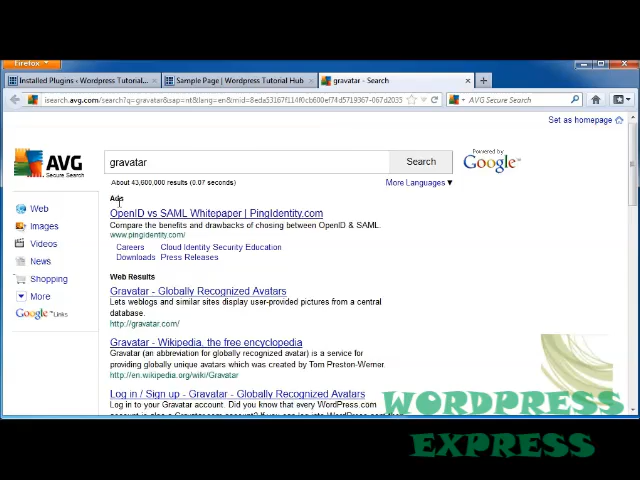 Firefox
Installed Plugins ‹ Wordpress Tutorial...
Sample Page | Wordpress Tutorial Hub
gravatar - Search
isearch.avg.com/search?q=gravatar&sap=nt&lang=en&mid=8eda53167f114f0cb600ef74d5719367-067d2033
AVG Secure Search
Set as homepage
AVG
Secure Search
gravatar
Search
Powered by
Google™
About 43,600,000 results (0.07 seconds)
More Languages ▼
Ads
OpenID vs SAML Whitepaper | PingIdentity.com
Compare the benefits and drawbacks of chosing between OpenID & SAML.
www.pingidentity.com/
Careers Cloud Identity Security Education
Downloads Press Releases
Web
Images
Videos
News
Shopping
More
Google™ Links
Web Results
Gravatar - Globally Recognized Avatars
Lets weblogs and similar sites display user-provided pictures from a central
database.
http://gravatar.com/
Gravatar - Wikipedia, the free encyclopedia
Gravatar (an abbreviation for globally recognized avatar) is a service for
providing globally unique avatars which was created by Tom Preston-Werner.
http://en.wikipedia.org/wiki/Gravatar
Log in / Sign up - Gravatar - Globally Recognized Avatars
Log in to your Gravatar account. Did you know that every WordPress.com
WORDPRESS
EXPRESS